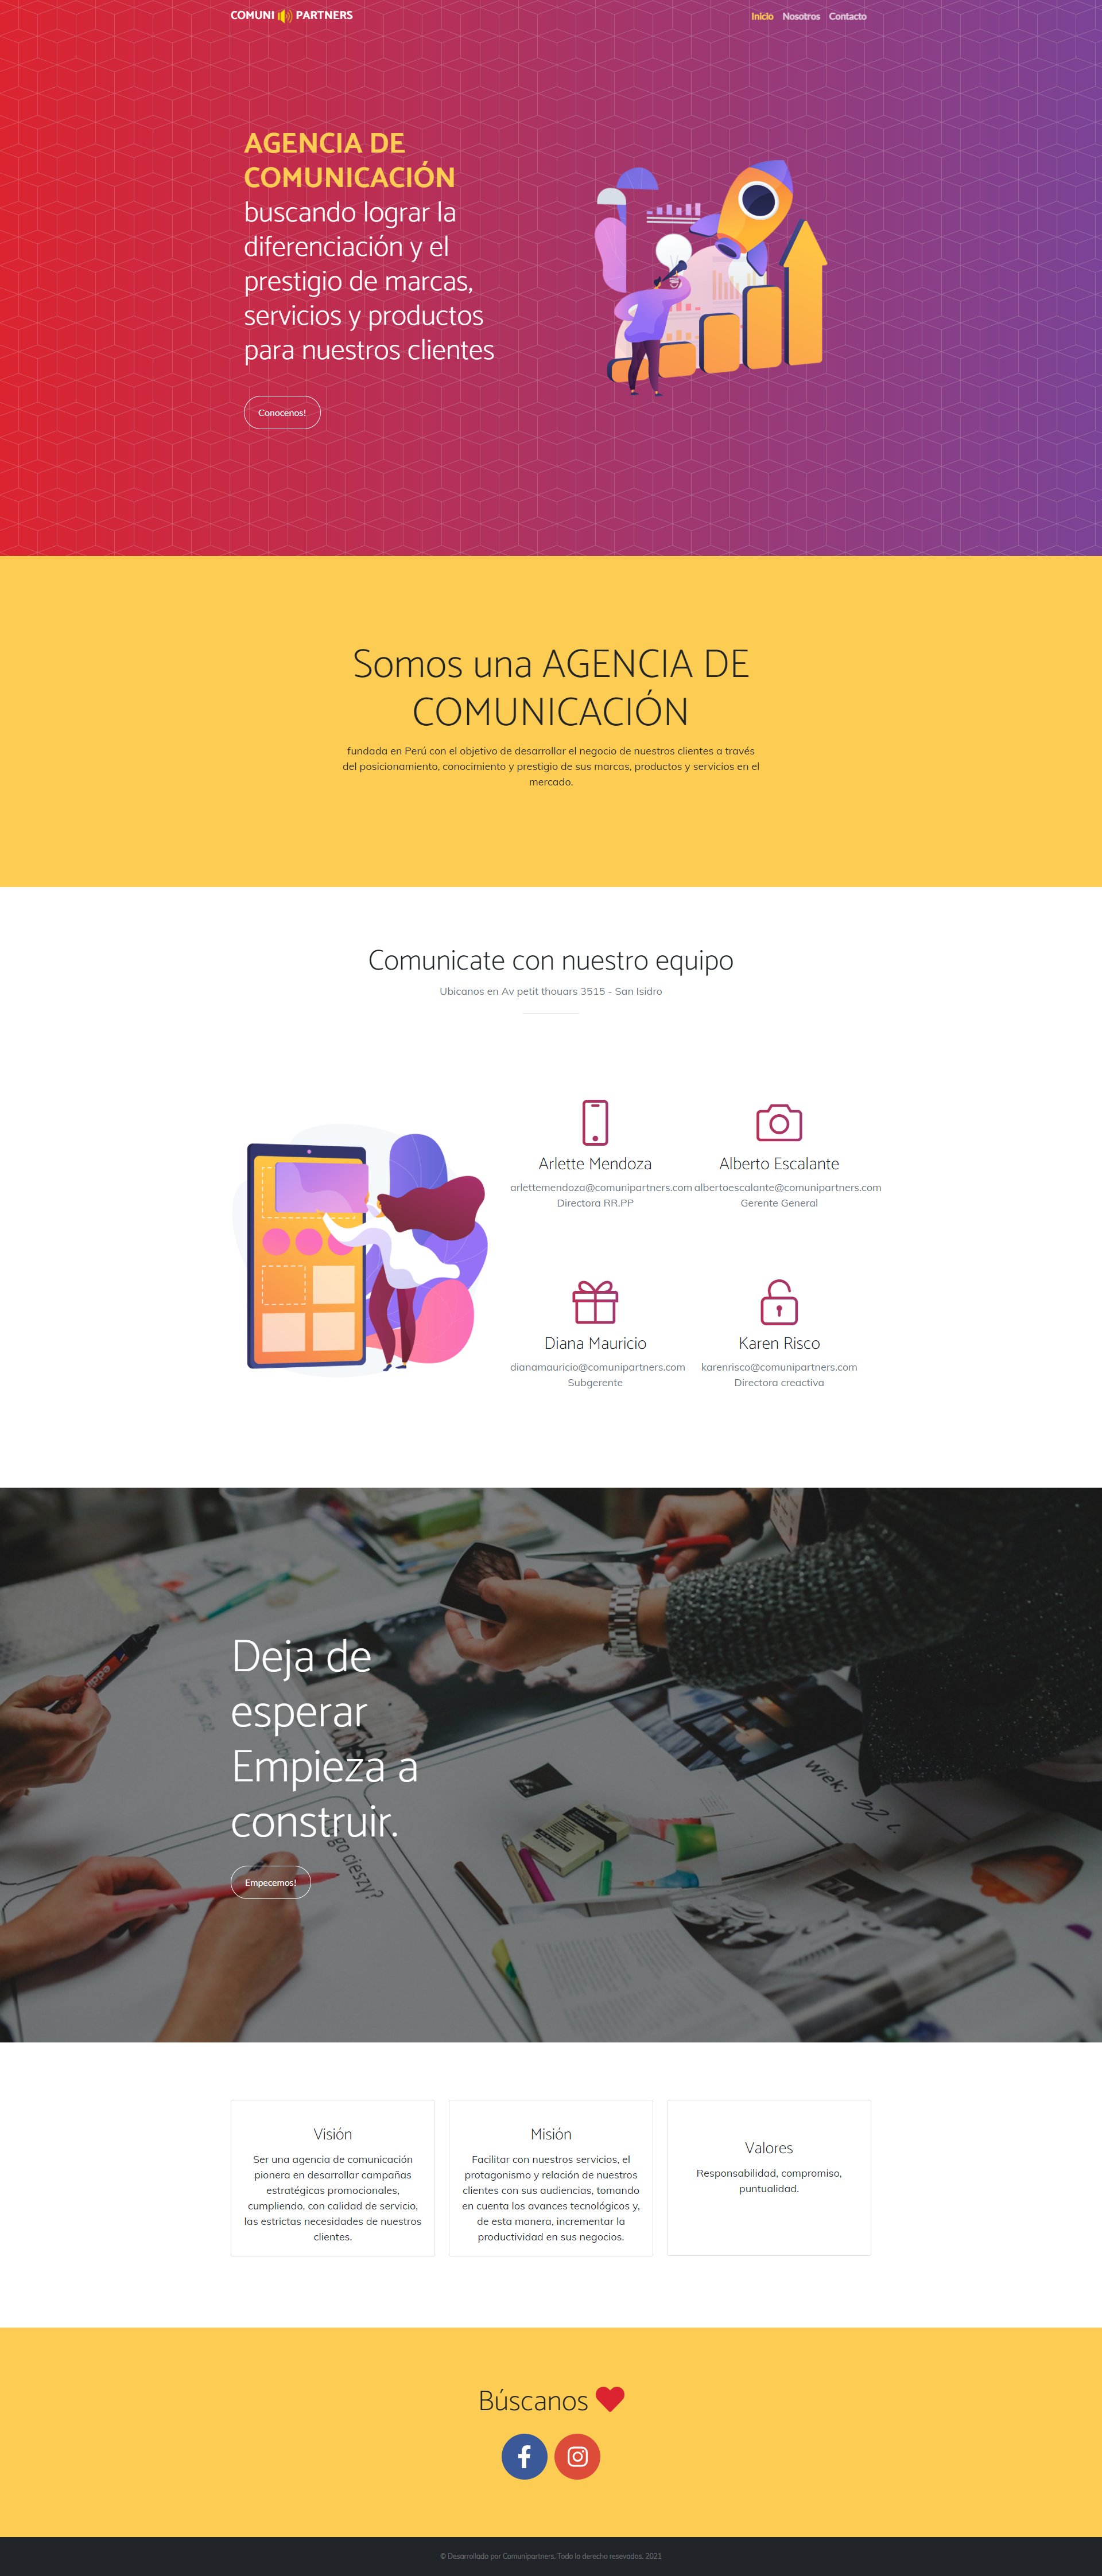 COMUNI PARTNERS
Inicio Nosotros Contacto
AGENCIA DE
COMUNICACIÓN
buscando lograr la
diferenciación y el
prestigio de marcas,
servicios y productos
para nuestros clientes
Conocenos!
Somos una AGENCIA DE
COMUNICACIÓN
fundada en Perú con el objetivo de desarrollar el negocio de nuestros clientes a través
del posicionamiento, conocimiento y prestigio de sus marcas, productos y servicios en el
mercado.
Comunicate con nuestro equipo
Ubicanos en Av petit thouars 3515 - San Isidro
Arlette Mendoza
arlettemendoza@comunipartners.com
Directora RR.PP
Alberto Escalante
albertoescalante@comunipartners.com
Gerente General
Diana Mauricio
dianamauricio@comunipartners.com
Subgerente
Karen Risco
karenrisco@comunipartners.com
Directora creactiva
Deja de
esperar
Empieza a
construir.
Empecemos!
Wiek: 32 l.
go cieszy?
Visión
Ser una agencia de comunicación
pionera en desarrollar campañas
estratégicas promocionales,
cumpliendo, con calidad de servicio,
las estrictas necesidades de nuestros
clientes.
Misión
Facilitar con nuestros servicios, el
protagonismo y relación de nuestros
clientes con sus audiencias, tomando
en cuenta los avances tecnológicos y,
de esta manera, incrementar la
productividad en sus negocios.
Valores
Responsabilidad, compromiso,
puntualidad.
Búscanos
© Desarrollado por Comunipartners. Todo lo derecho resevados. 2021